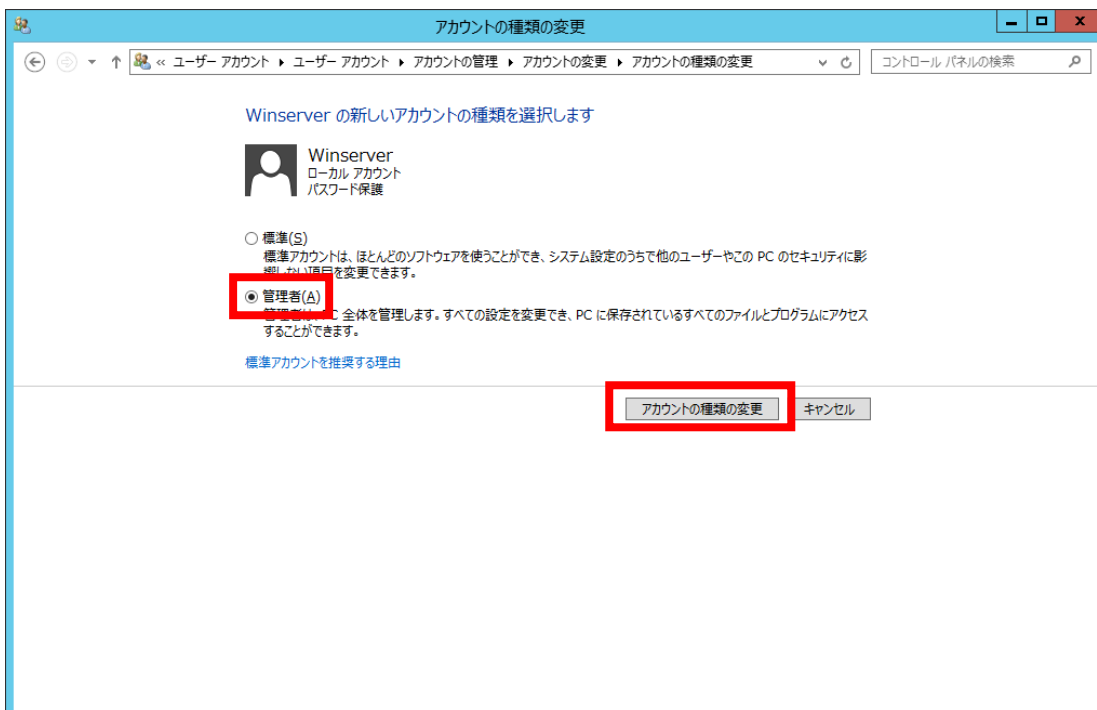 アカウントの種類の変更
« ユーザー アカウント ▸ ユーザー アカウント ▸ アカウントの管理 ▸ アカウントの変更 ▸ アカウントの種類の変更
コントロール パネルの検索
Winserver の新しいアカウントの種類を選択します
Winserver
ローカル アカウント
パスワード保護
標準(S)
標準アカウントは、ほとんどのソフトウェアを使うことができ、システム設定のうちで他のユーザーやこの PC のセキュリティに影
響しない項目を変更できます。
管理者(A)
管理者は、PC 全体を管理します。すべての設定を変更でき、PC に保存されているすべてのファイルとプログラムにアクセス
することができます。
標準アカウントを推奨する理由
アカウントの種類の変更
キャンセル